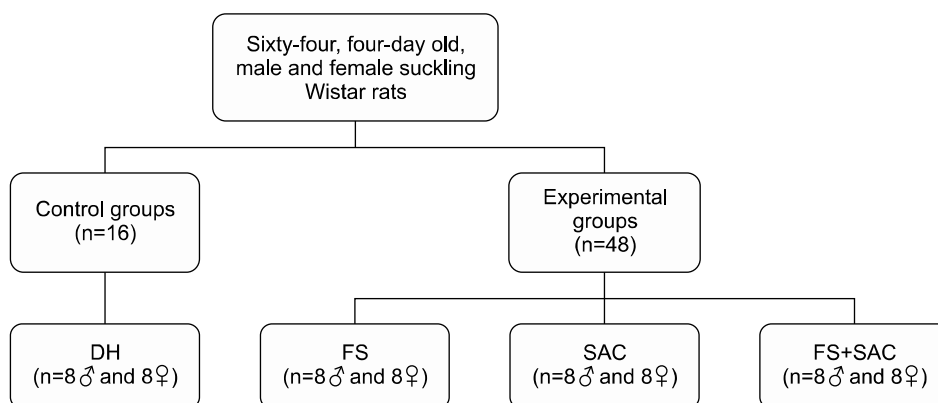 Sixty-four, four-day old,
male and female suckling
Wistar rats
Control groups
(n=16)
Experimental
groups
(n=48)
DH
(n=8♂ and 8♀)
FS
(n=8♂ and 8♀)
SAC
(n=8♂ and 8♀)
FS+SAC
(n=8♂ and 8♀)